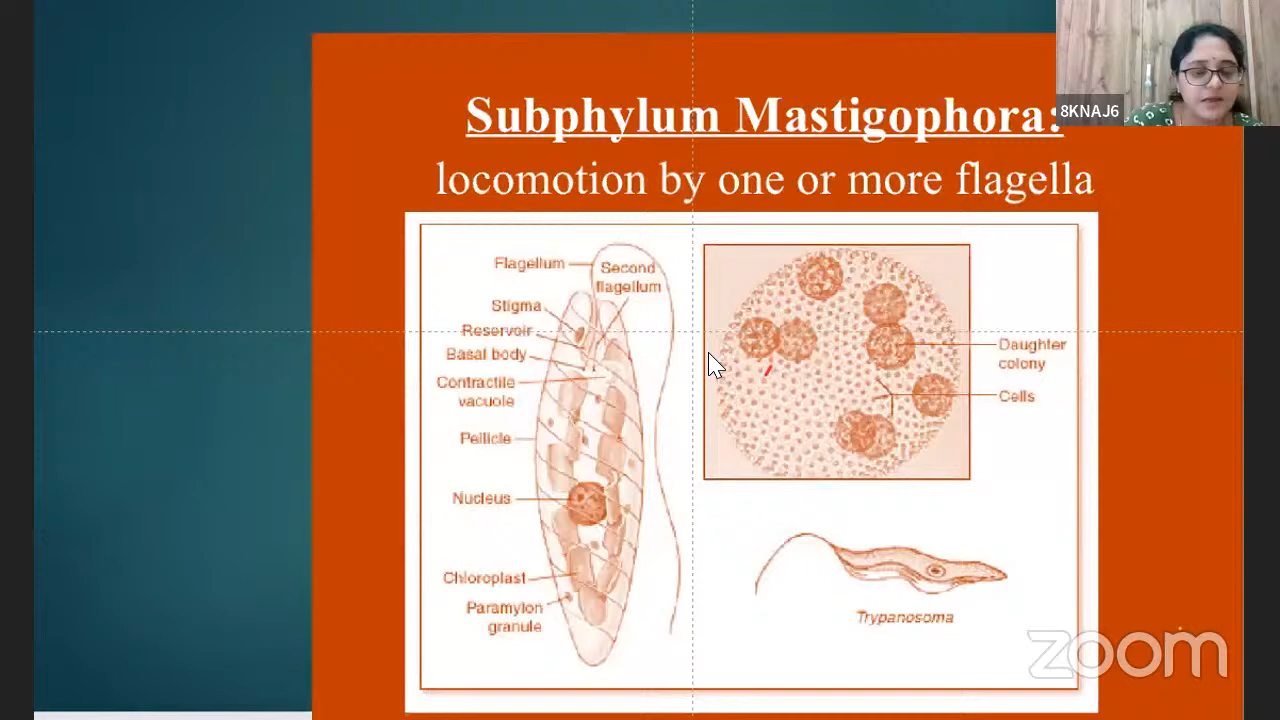 Subphylum Mastigophora:
8KNAJ6
locomotion by one or more flagella
Flagellum
Second
flagellum
Stigma
Reservoir
Basal body
Contractile
vacuole
Pellicle
Nucleus
Chloroplast
Paramylon
granule
Daughter
colony
Cells
Trypanosoma
zoom